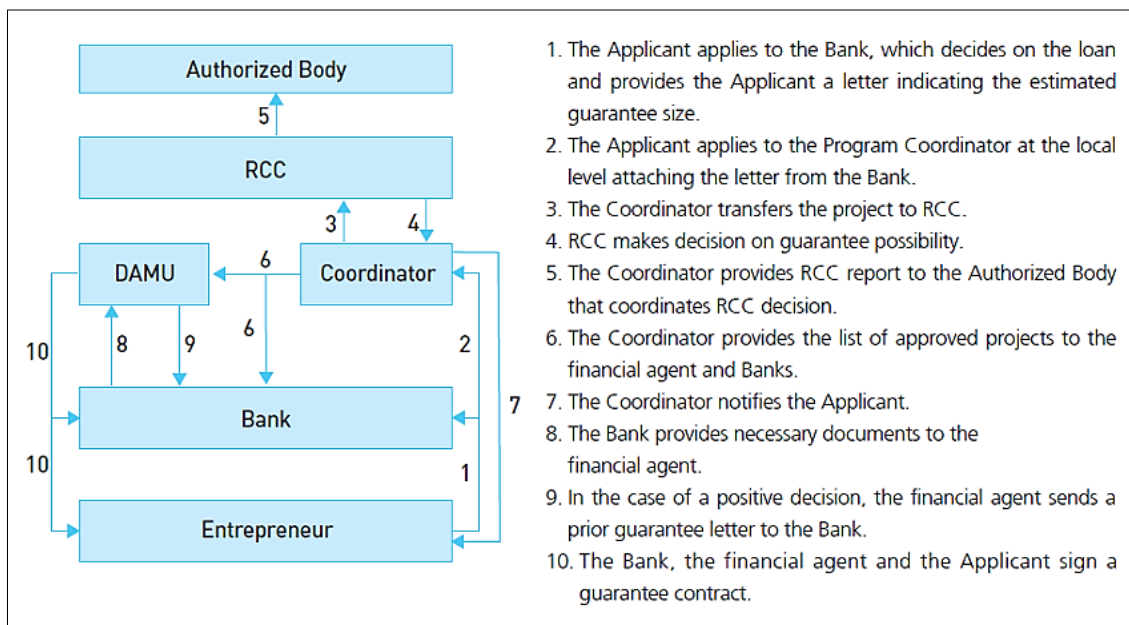 Authorized Body
5
RCC
3
4
DAMU
6
Coordinator
10
8
9
6
2
Bank
7
10
1
Entrepreneur
1. The Applicant applies to the Bank, which decides on the loan
and provides the Applicant a letter indicating the estimated
guarantee size.
2. The Applicant applies to the Program Coordinator at the local
level attaching the letter from the Bank.
3. The Coordinator transfers the project to RCC.
4. RCC makes decision on guarantee possibility.
5. The Coordinator provides RCC report to the Authorized Body
that coordinates RCC decision.
6. The Coordinator provides the list of approved projects to the
financial agent and Banks.
7. The Coordinator notifies the Applicant.
8. The Bank provides necessary documents to the
financial agent.
9. In the case of a positive decision, the financial agent sends a
prior guarantee letter to the Bank.
10. The Bank, the financial agent and the Applicant sign a
guarantee contract.